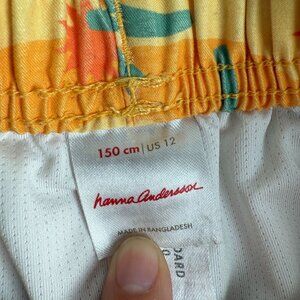 150 cm | US 12
hanna andersson
MADE IN BANGLADESH